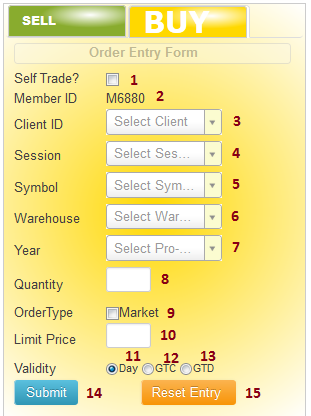 SELL BUY
Order Entry Form
Self Trade? 1
Member ID M6880 2
Client ID Select Client 3
Session Select Ses... 4
Symbol Select Sym... 5
Warehouse Select War... 6
Year Select Pro-... 7
Quantity 8
OrderType Market 9
Limit Price 10
11 12 13
Validity Day GTC GTD
Submit 14 Reset Entry 15